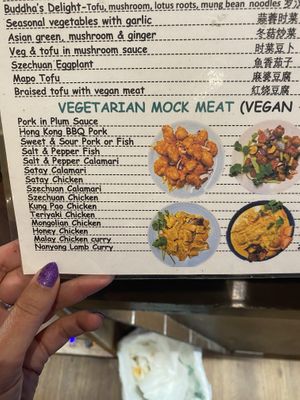 Buddha's Delight-Tofu, mushroom, lotus roots, mung bean noodles 罗汉
Seasonal vegetables with garlic 蒜蓉时菜
Asian green, mushroom & ginger 冬菇炒菜
Veg & tofu in mushroom sauce 时菜豆卜
Szechuan Eggplant 魚香茄子
Mapo Tofu 麻婆豆腐
Braised tofu with vegan meat 红烧豆腐
VEGETARIAN MOCK MEAT (VEGAN
Pork in Plum Sauce
Hong Kong BBQ Pork
Sweet & Sour Pork or Fish
Salt & Pepper Fish
Salt & Pepper Calamari
Satay Calamari
Satay Chicken
Szechuan Calamari
Szechuan Chicken
Kung Pao Chicken
Teriyaki Chicken
Mongolian Chicken
Honey Chicken
Malay Chicken curry
Nanyang Lamb Curry